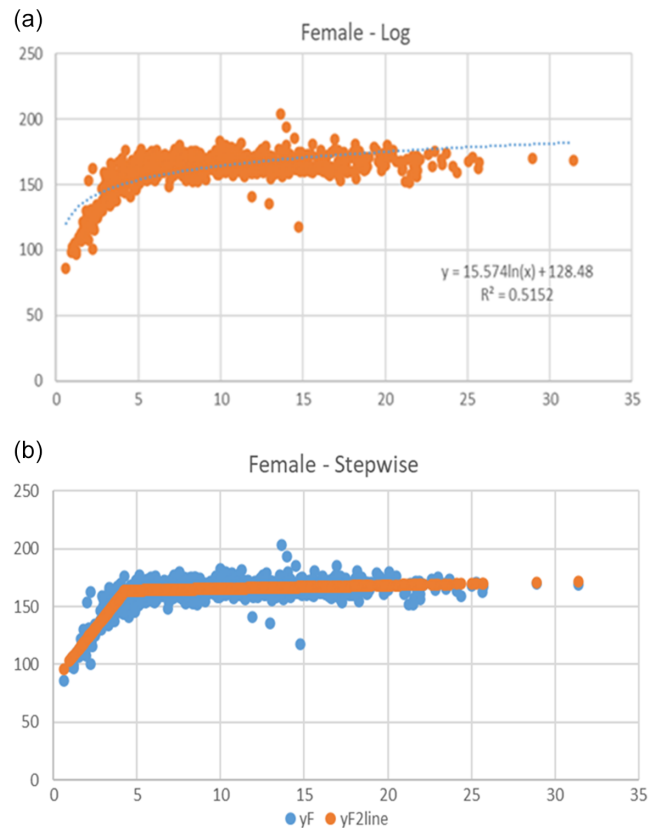 (a)
Female - Log
250
200
150
100
50
0
y = 15.574ln(x) + 128.48
R² = 0.5152
0 5 10 15 20 25 30 35
(b)
Female - Stepwise
250
200
150
100
50
0
0 5 10 15 20 25 30 35
yF yF2line